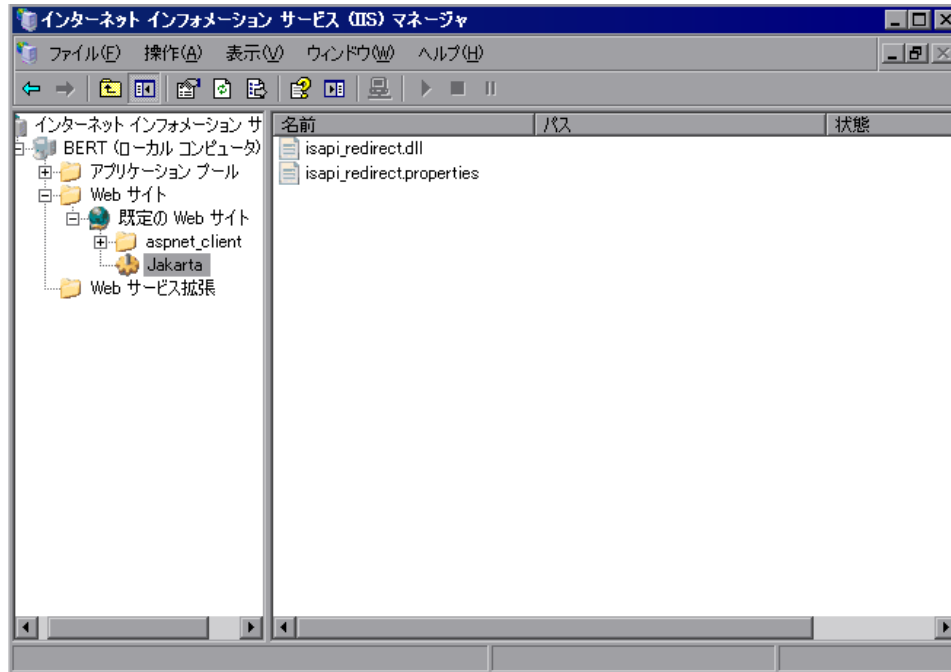 インターネット インフォメーション サービス (IIS) マネージャ
ファイル(F) 操作(A) 表示(V) ウィンドウ(W) ヘルプ(H)
インターネット インフォメーション サ
名前 パス 状態
BERT (ローカル コンピュータ)
isapi_redirect.dll
アプリケーション プール
isapi_redirect.properties
Web サイト
既定の Web サイト
aspnet_client
Jakarta
Web サービス拡張